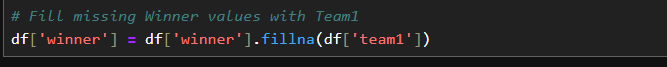 # Fill missing Winner values with Team1
df['winner'] = df['winner'].fillna(df['team1'])